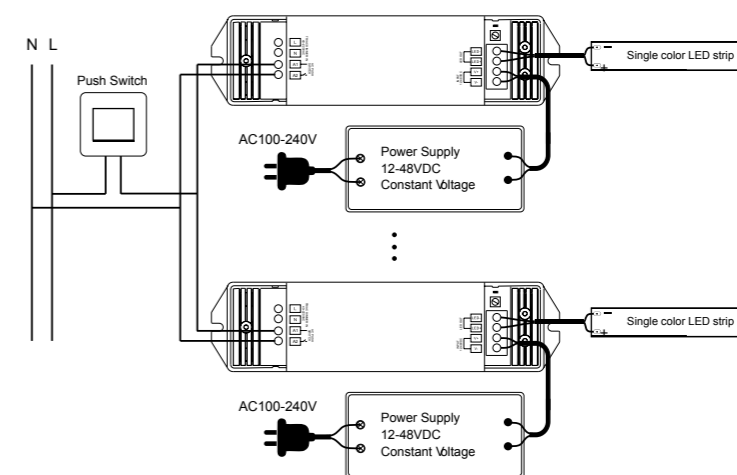 N L
Push Switch
Single color LED strip
AC100-240V
Power Supply
12-48VDC
Constant Voltage
Single color LED strip
AC100-240V
Power Supply
12-48VDC
Constant Voltage